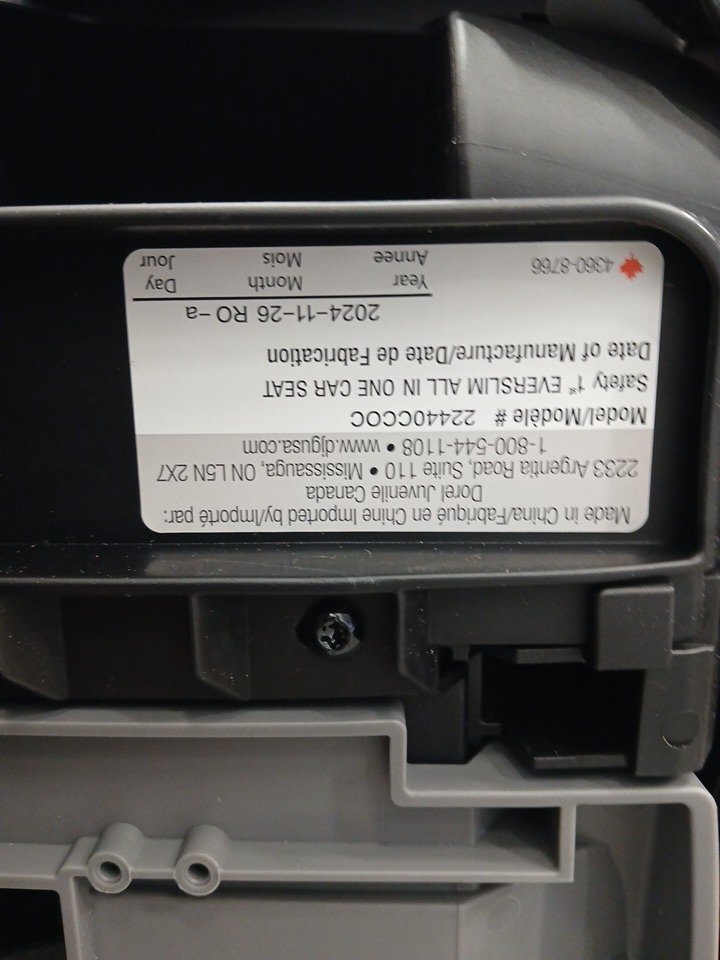 Made in China/Fabriqué en Chine Imported by/Importé par:
Dorel Juvenile Canada
2233 Argentia Road, Suite 110 • Mississauga, ON L5N 2X7
1-800-544-1108 • www.djgusa.com
Model/Modèle # 22440CCOC
Safety 1ˢᵗ EVERSLIM ALL IN ONE CAR SEAT
Date of Manufacture/Date de Fabrication
2024-11-26 RO-a
Year Month Day
Année Mois Jour
4360-8766